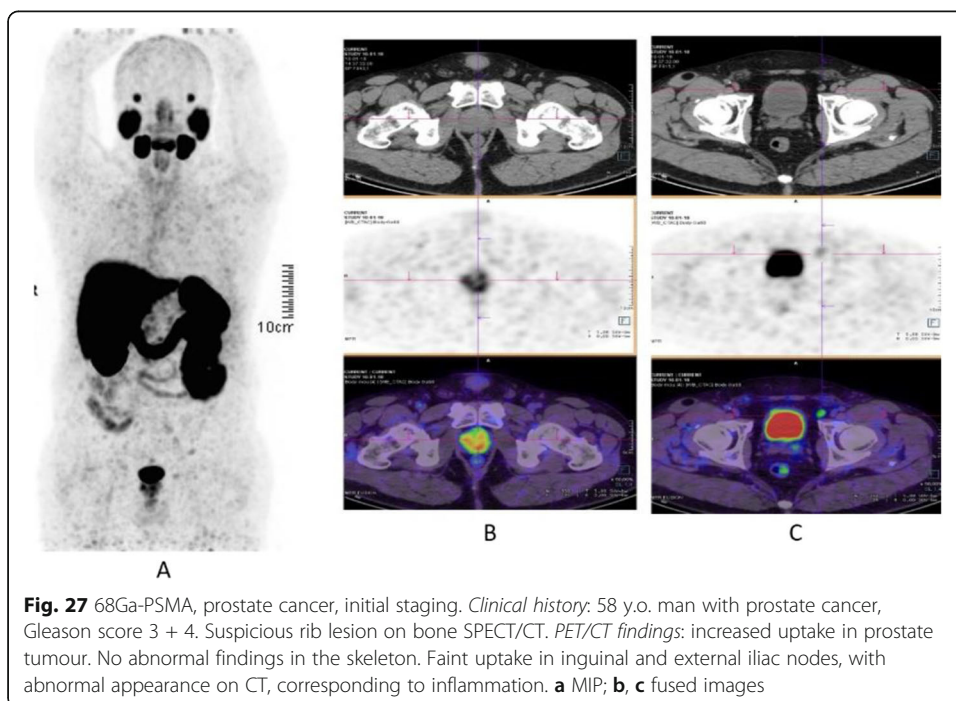 R
10cm
CURRENT
CURRENT
A
B
C
Fig. 27 68Ga-PSMA, prostate cancer, initial staging. Clinical history: 58 y.o. man with prostate cancer,
Gleason score 3 + 4. Suspicious rib lesion on bone SPECT/CT. PET/CT findings: increased uptake in prostate
tumour. No abnormal findings in the skeleton. Faint uptake in inguinal and external iliac nodes, with
abnormal appearance on CT, corresponding to inflammation. a MIP; b, c fused images